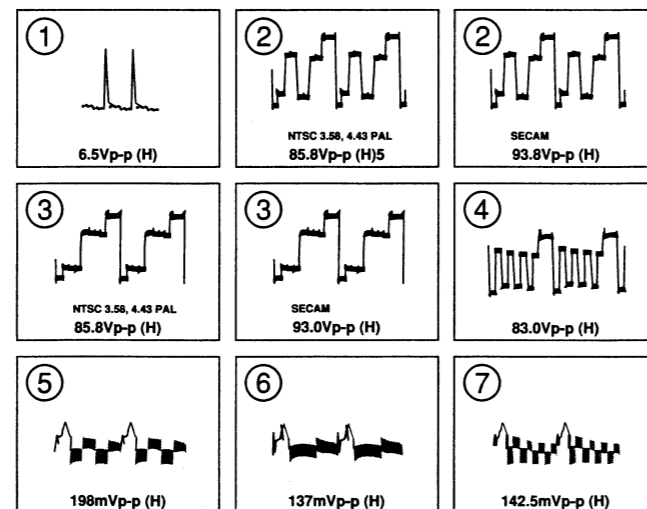 1
6.5Vp-p (H)
2
NTSC 3.58, 4.43 PAL
85.8Vp-p (H)5
2
SECAM
93.8Vp-p (H)
3
NTSC 3.58, 4.43 PAL
85.8Vp-p (H)
3
SECAM
93.0Vp-p (H)
4
83.0Vp-p (H)
5
198mVp-p (H)
6
137mVp-p (H)
7
142.5mVp-p (H)